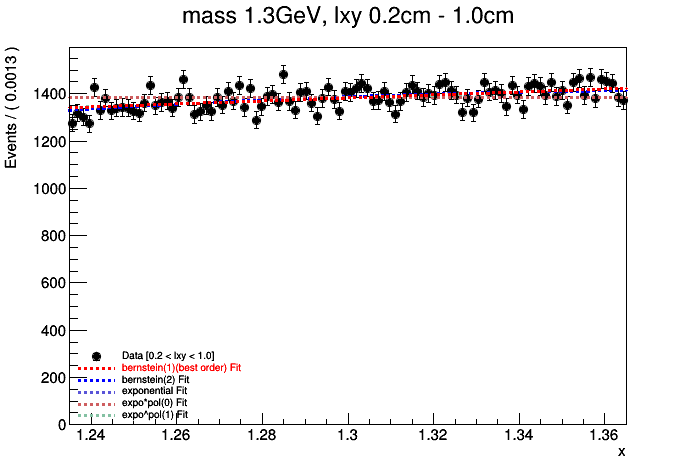 mass 1.3GeV, lxy 0.2cm - 1.0cm
Events / ( 0.0013 )
1400
1200
1000
800
600
400
200
0
Data [0.2 < lxy < 1.0]
bernstein(1)(best order) Fit
bernstein(2) Fit
exponential Fit
expo*pol(0) Fit
expo^pol(1) Fit
1.24 1.26 1.28 1.3 1.32 1.34 1.36
x